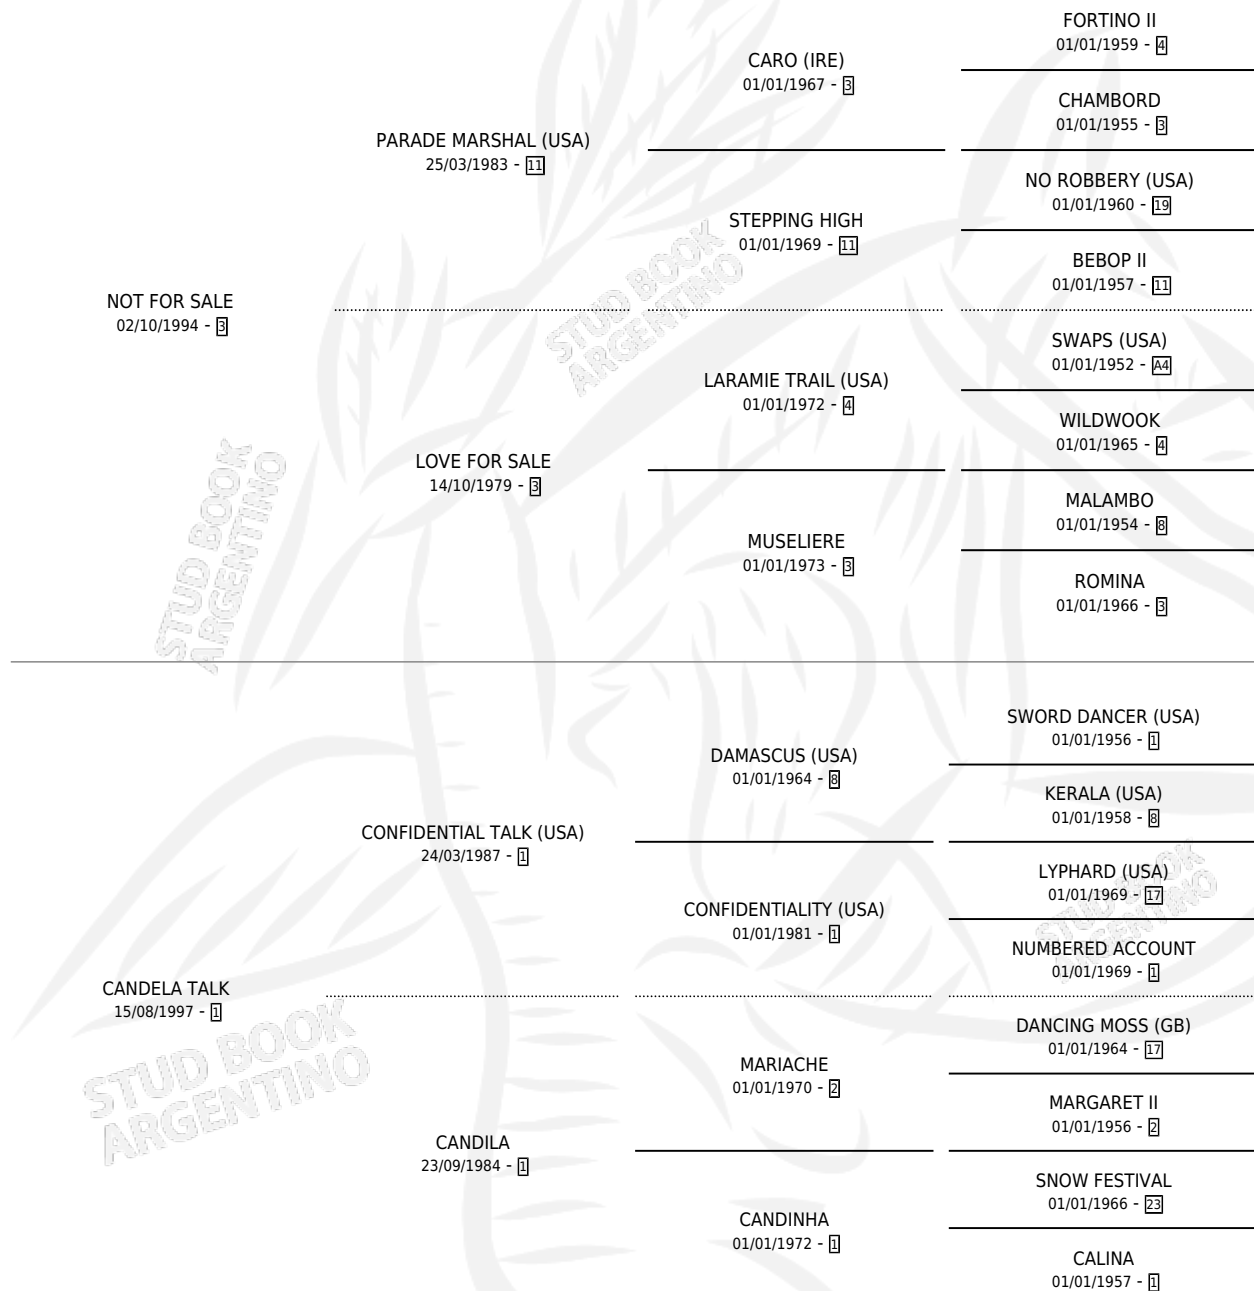 FORTINO II
01/01/1959 - 4
CARO (IRE)
01/01/1967 - 3
CHAMBORD
01/01/1955 - 3
PARADE MARSHAL (USA)
25/03/1983 - 11
NO ROBBERY (USA)
01/01/1960 - 19
STEPPING HIGH
01/01/1969 - 11
BEBOP II
01/01/1957 - 11
NOT FOR SALE
02/10/1994 - 3
SWAPS (USA)
01/01/1952 - A4
LARAMIE TRAIL (USA)
01/01/1972 - 4
WILDWOOK
01/01/1965 - 4
LOVE FOR SALE
14/10/1979 - 3
MALAMBO
01/01/1954 - 8
MUSELIERE
01/01/1973 - 3
ROMINA
01/01/1966 - 3
SWORD DANCER (USA)
01/01/1956 - 1
DAMASCUS (USA)
01/01/1964 - 8
KERALA (USA)
01/01/1958 - 8
CONFIDENTIAL TALK (USA)
24/03/1987 - 1
LYPHARD (USA)
01/01/1969 - 17
CONFIDENTIALITY (USA)
01/01/1981 - 1
NUMBERED ACCOUNT
01/01/1969 - 1
CANDELA TALK
15/08/1997 - 1
DANCING MOSS (GB)
01/01/1964 - 17
MARIACHE
01/01/1970 - 2
MARGARET II
01/01/1956 - 2
CANDILA
23/09/1984 - 1
SNOW FESTIVAL
01/01/1966 - 23
CANDINHA
01/01/1972 - 1
CALINA
01/01/1957 - 1
STUD BOOK
ARGENTINO
STUD BOOK
ARGENTINO
STUD BOOK
ARGENTINO
STUD BOOK
ARGENTINO